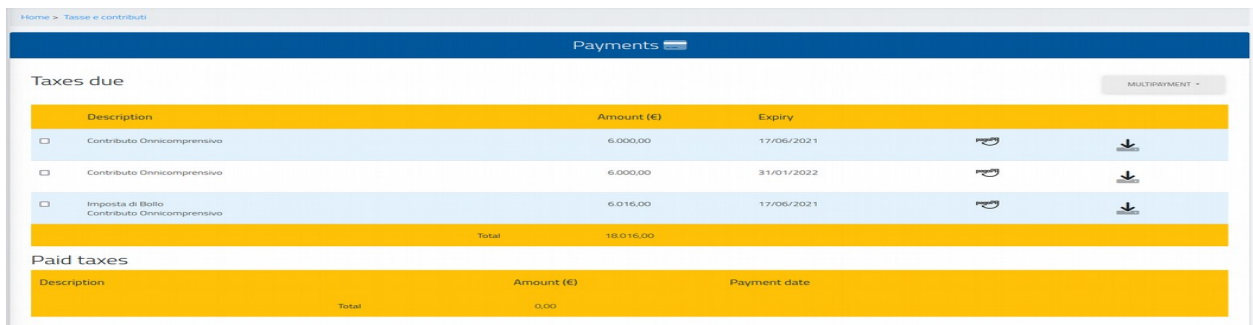 Home > Tasse e contributi
Payments
Taxes due
MULTIPAYMENT
Description Amount (€) Expiry
Contributo Onnicomprensivo 6.000,00 17/06/2021
Contributo Onnicomprensivo 6.000,00 31/01/2022
Imposta di Bollo
Contributo Onnicomprensivo 6.016,00 17/06/2021
Total 18.016,00
Paid taxes
Description Amount (€) Payment date
Total 0,00